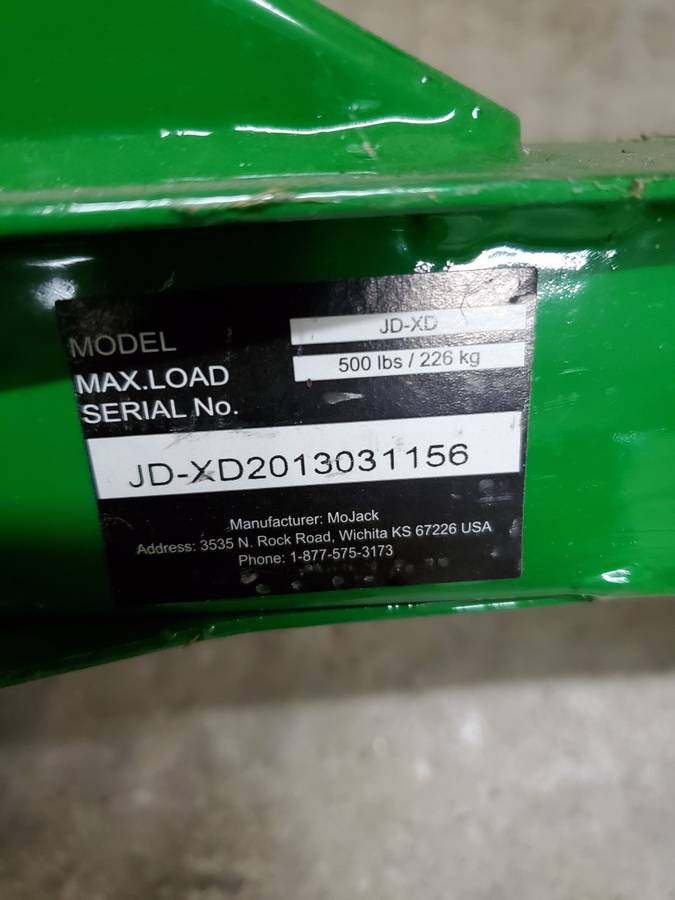 MODEL JD-XD
MAX.LOAD 500 lbs / 226 kg
SERIAL No.
JD-XD2013031156
Manufacturer: MoJack
Address: 3535 N. Rock Road, Wichita KS 67226 USA
Phone: 1-877-575-3173